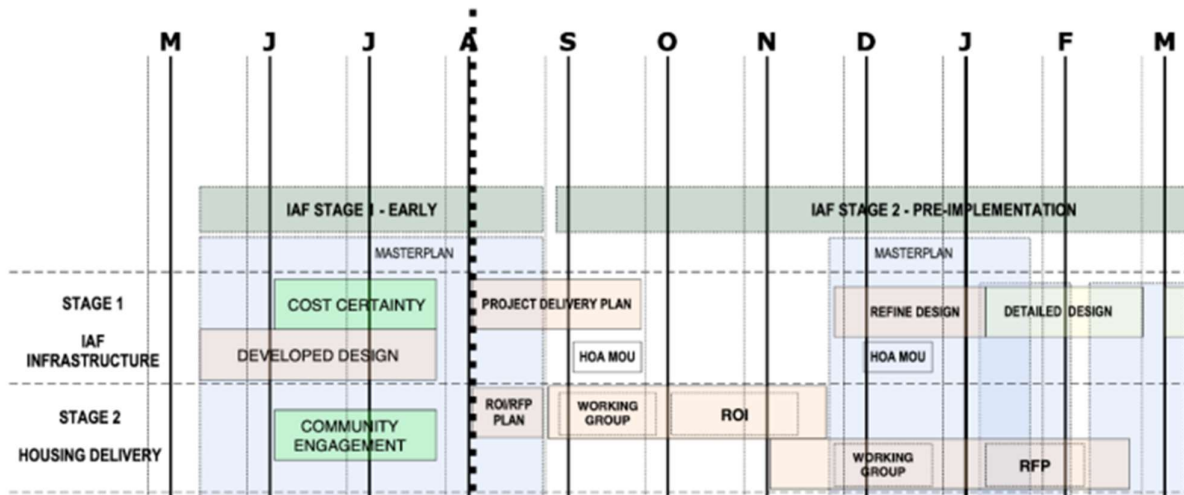 M J J A S O N D J F M
IAF STAGE 1 - EARLY
IAF STAGE 2 - PRE-IMPLEMENTATION
MASTERPLAN
MASTERPLAN
STAGE 1
COST CERTAINTY
PROJECT DELIVERY PLAN
REFINE DESIGN
DETAILED DESIGN
IAF
INFRASTRUCTURE
DEVELOPED DESIGN
HOA MOU
HOA MOU
STAGE 2
HOUSING DELIVERY
COMMUNITY
ENGAGEMENT
ROI/RFP
PLAN
WORKING
GROUP
ROI
WORKING
GROUP
RFP